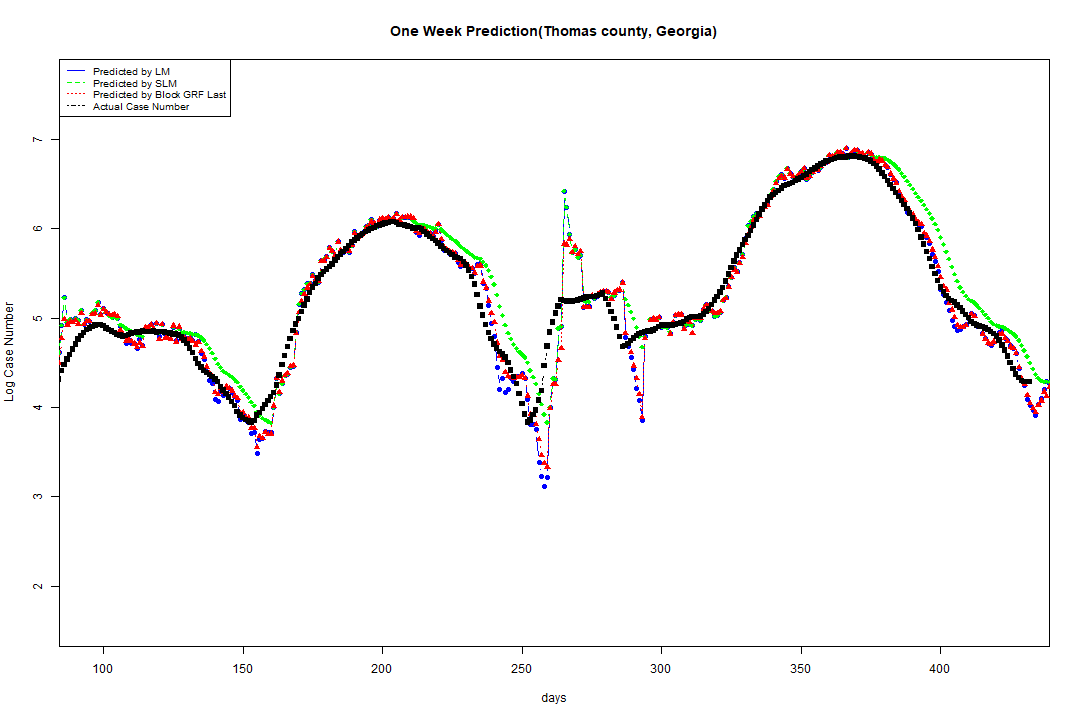 One Week Prediction(Thomas county, Georgia)
Predicted by LM
Predicted by SLM
Predicted by Block GRF Last
Actual Case Number
Log Case Number
7
6
5
4
3
2
100 150 200 250 300 350 400
days